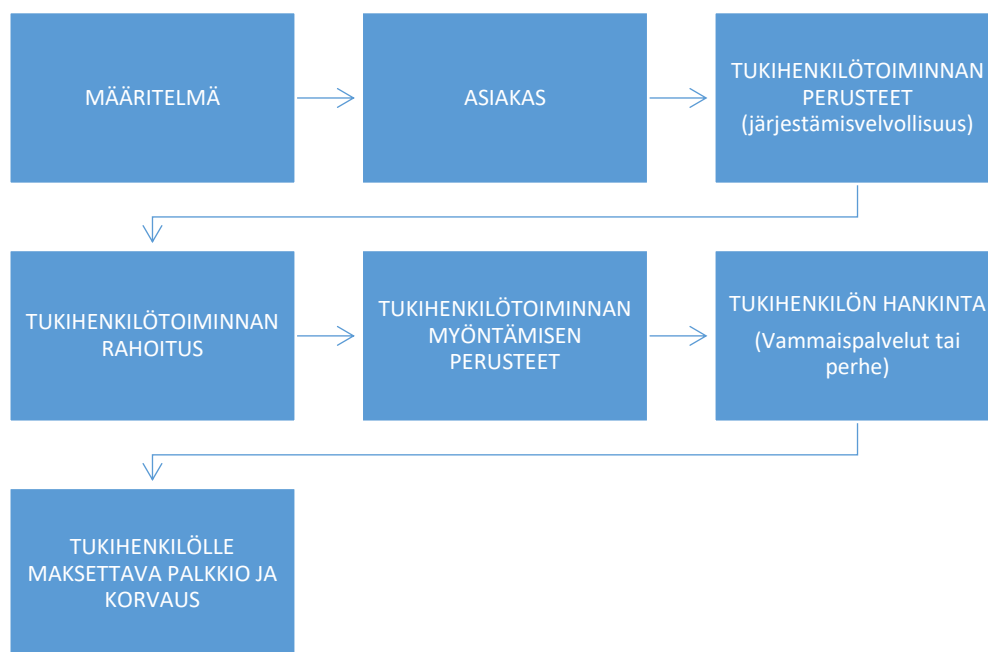 MÄÄRITELMÄ
ASIAKAS
TUKIHENKILÖTOIMINNAN
PERUSTEET
(järjestämisvelvollisuus)
TUKIHENKILÖTOIMINNAN
RAHOITUS
TUKIHENKILÖTOIMINNAN
MYÖNTÄMISEN
PERUSTEET
TUKIHENKILÖN HANKINTA
(Vammaispalvelut tai
perhe)
TUKIHENKILÖLLE
MAKSETTAVA PALKKIO JA
KORVAUS